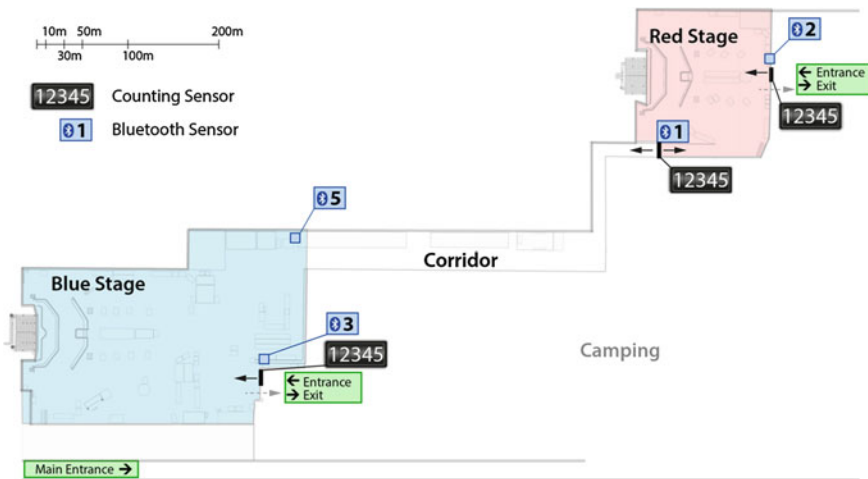 10m 50m 200m
30m 100m
12345 Counting Sensor
1 Bluetooth Sensor
Red Stage
2
← Entrance
→ Exit
12345
1
12345
5
Corridor
Blue Stage
3
12345
Camping
← Entrance
→ Exit
Main Entrance →